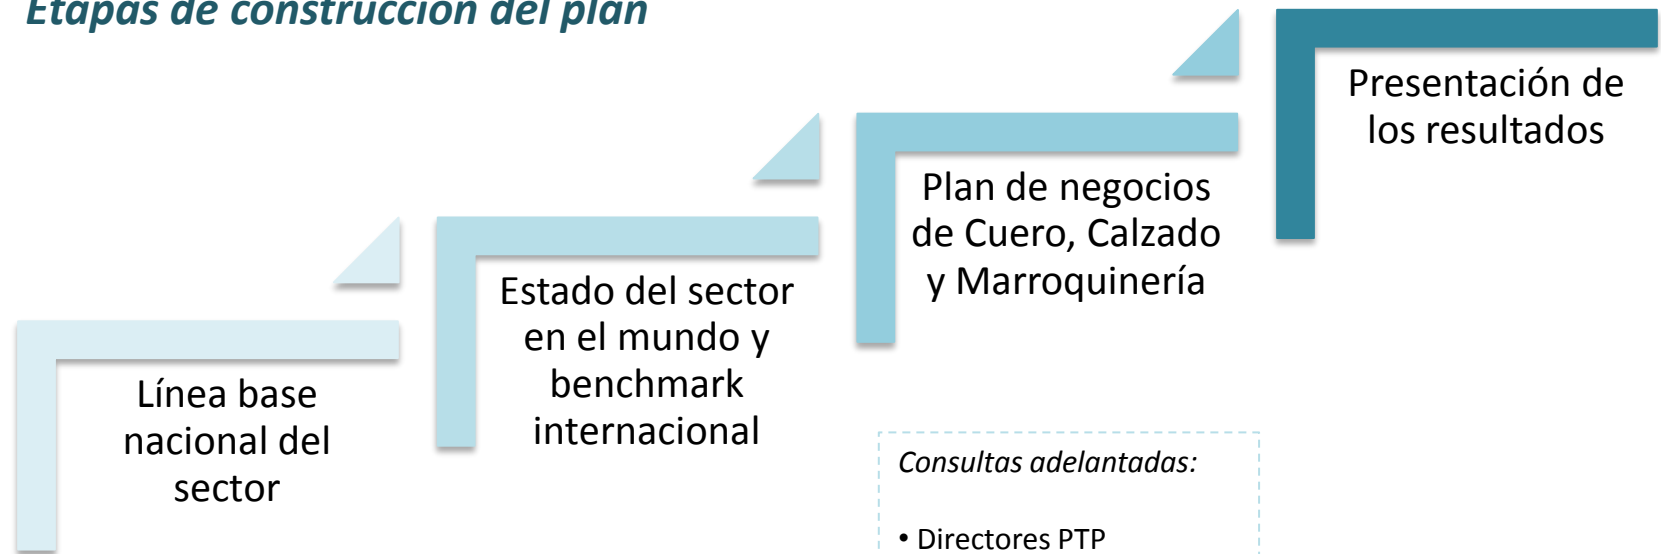 Etapas de construcción del plan
Línea base
nacional del
sector
Estado del sector
en el mundo y
benchmark
internacional
Plan de negocios
de Cuero, Calzado
y Marroquinería
Presentación de
los resultados
Consultas adelantadas:
• Directores PTP